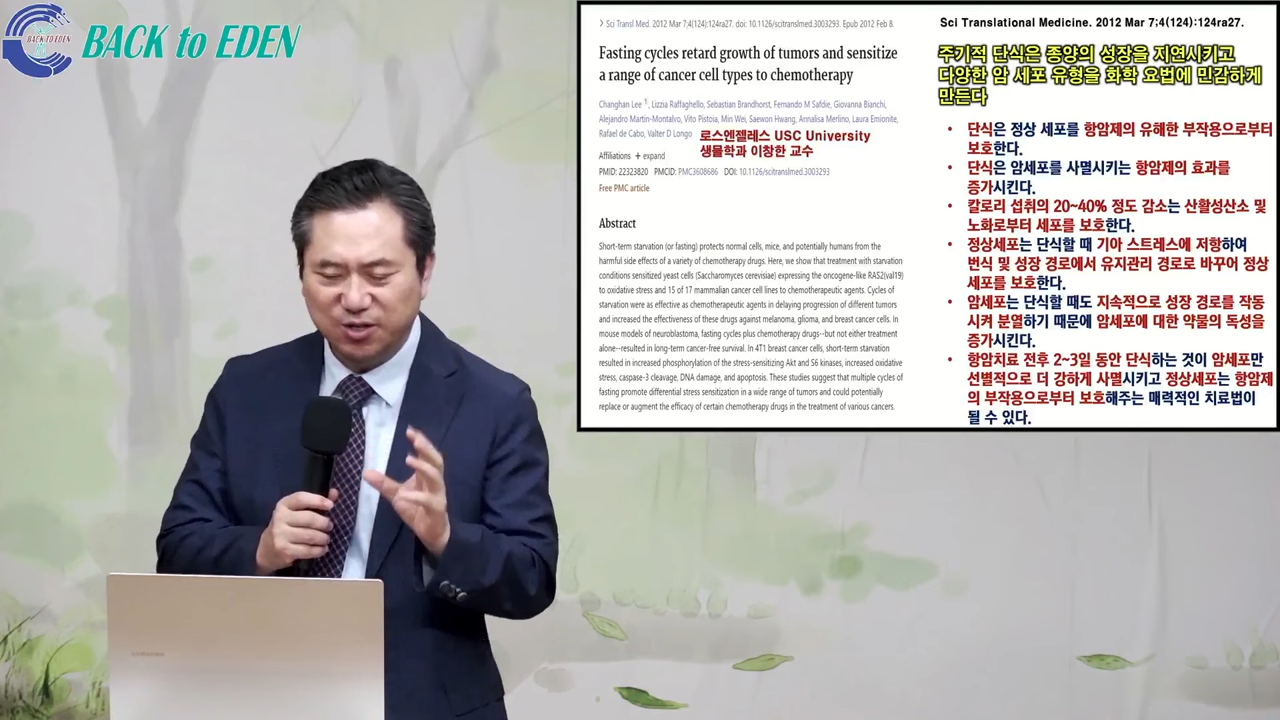 BACK TO EDEN
BACK to EDEN
> Sci Transl Med. 2012 Mar 7;4(124):124ra27. doi: 10.1126/scitranslmed.3003293. Epub 2012 Feb 8.
Fasting cycles retard growth of tumors and sensitize
a range of cancer cell types to chemotherapy
Changhan Lee 1, Lizzia Raffaghello, Sebastian Brandhorst, Fernando M Safdie, Giovanna Bianchi,
Alejandro Martin-Montalvo, Vito Pistoia, Min Wei, Saewon Hwang, Annalisa Merlino, Laura Emionite,
Rafael de Cabo, Valter D Longo
로스엔젤레스 USC University
생물학과 이창한 교수
Affiliations + expand
PMID: 22323820 PMCID: PMC3608686 DOI: 10.1126/scitranslmed.3003293
Free PMC article
Abstract
Short-term starvation (or fasting) protects normal cells, mice, and potentially humans from the
harmful side effects of a variety of chemotherapy drugs. Here, we show that treatment with starvation
conditions sensitized yeast cells (Saccharomyces cerevisiae) expressing the oncogene-like RAS2(val19)
to oxidative stress and 15 of 17 mammalian cancer cell lines to chemotherapeutic agents. Cycles of
starvation were as effective as chemotherapeutic agents in delaying progression of different tumors
and increased the effectiveness of these drugs against melanoma, glioma, and breast cancer cells. In
mouse models of neuroblastoma, fasting cycles plus chemotherapy drugs--but not either treatment
alone--resulted in long-term cancer-free survival. In 4T1 breast cancer cells, short-term starvation
resulted in increased phosphorylation of the stress-sensitizing Akt and S6 kinases, increased oxidative
stress, caspase-3 cleavage, DNA damage, and apoptosis. These studies suggest that multiple cycles of
fasting promote differential stress sensitization in a wide range of tumors and could potentially
replace or augment the efficacy of certain chemotherapy drugs in the treatment of various cancers.
Sci Translational Medicine. 2012 Mar 7;4(124):124ra27.
주기적 단식은 종양의 성장을 지연시키고
다양한 암 세포 유형을 화학 요법에 민감하게
만든다
• 단식은 정상 세포를 항암제의 유해한 부작용으로부터
보호한다.
• 단식은 암세포를 사멸시키는 항암제의 효과를
증가시킨다.
• 칼로리 섭취의 20~40% 정도 감소는 산활성산소 및
노화로부터 세포를 보호한다.
• 정상세포는 단식할 때 기아 스트레스에 저항하여
번식 및 성장 경로에서 유지관리 경로로 바꾸어 정상
세포를 보호한다.
• 암세포는 단식할 때도 지속적으로 성장 경로를 작동
시켜 분열하기 때문에 암세포에 대한 약물의 독성을
증가시킨다.
• 항암치료 전후 2~3일 동안 단식하는 것이 암세포만
선별적으로 더 강하게 사멸시키고 정상세포는 항암제
의 부작용으로부터 보호해주는 매력적인 치료법이
될 수 있다.